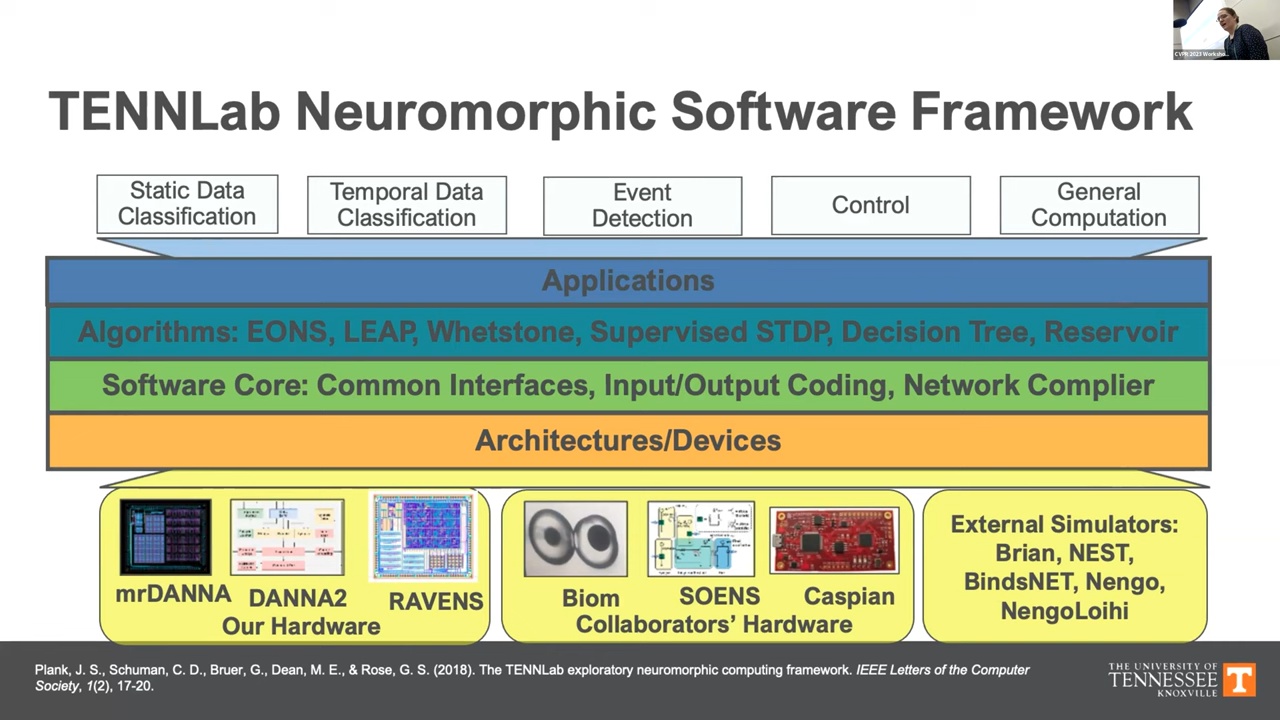 CVPR 2023 Worksho...
TENNLab Neuromorphic Software Framework
Static Data
Classification
Temporal Data
Classification
Event
Detection
Control
General
Computation
Applications
Algorithms: EONS, LEAP, Whetstone, Supervised STDP, Decision Tree, Reservoir
Software Core: Common Interfaces, Input/Output Coding, Network Complier
Architectures/Devices
mrDANNA
DANNA2
RAVENS
Our Hardware
Biom
SOENS
Caspian
Collaborators’ Hardware
External Simulators:
Brian, NEST,
BindsNET, Nengo,
NengoLoihi
Plank, J. S., Schuman, C. D., Bruer, G., Dean, M. E., & Rose, G. S. (2018). The TENNLab exploratory neuromorphic computing framework. IEEE Letters of the Computer
Society, 1(2), 17-20.
THE UNIVERSITY OF
TENNESSEE
KNOXVILLE
T